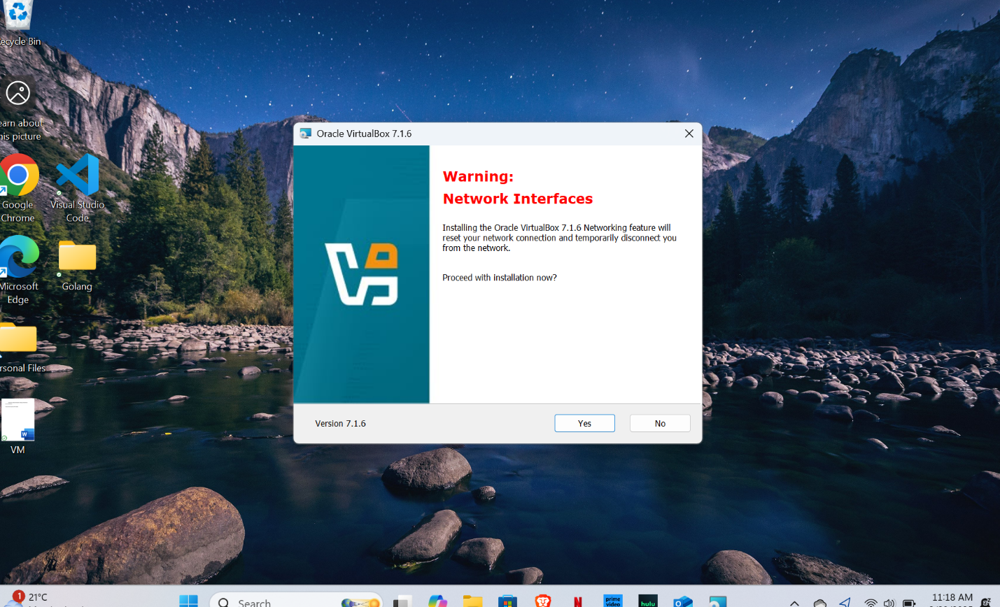 ecycle Bin
earn about
his picture
Google
Chrome
Visual Studio
Code
Microsoft
Edge
Golang
rsonal Files
VM
Oracle VirtualBox 7.1.6
Warning:
Network Interfaces
Installing the Oracle VirtualBox 7.1.6 Networking feature will
reset your network connection and temporarily disconnect you
from the network.
Proceed with installation now?
Version 7.1.6
Yes
No
1
21°C
Search
prime
video
hulu
11:18 AM